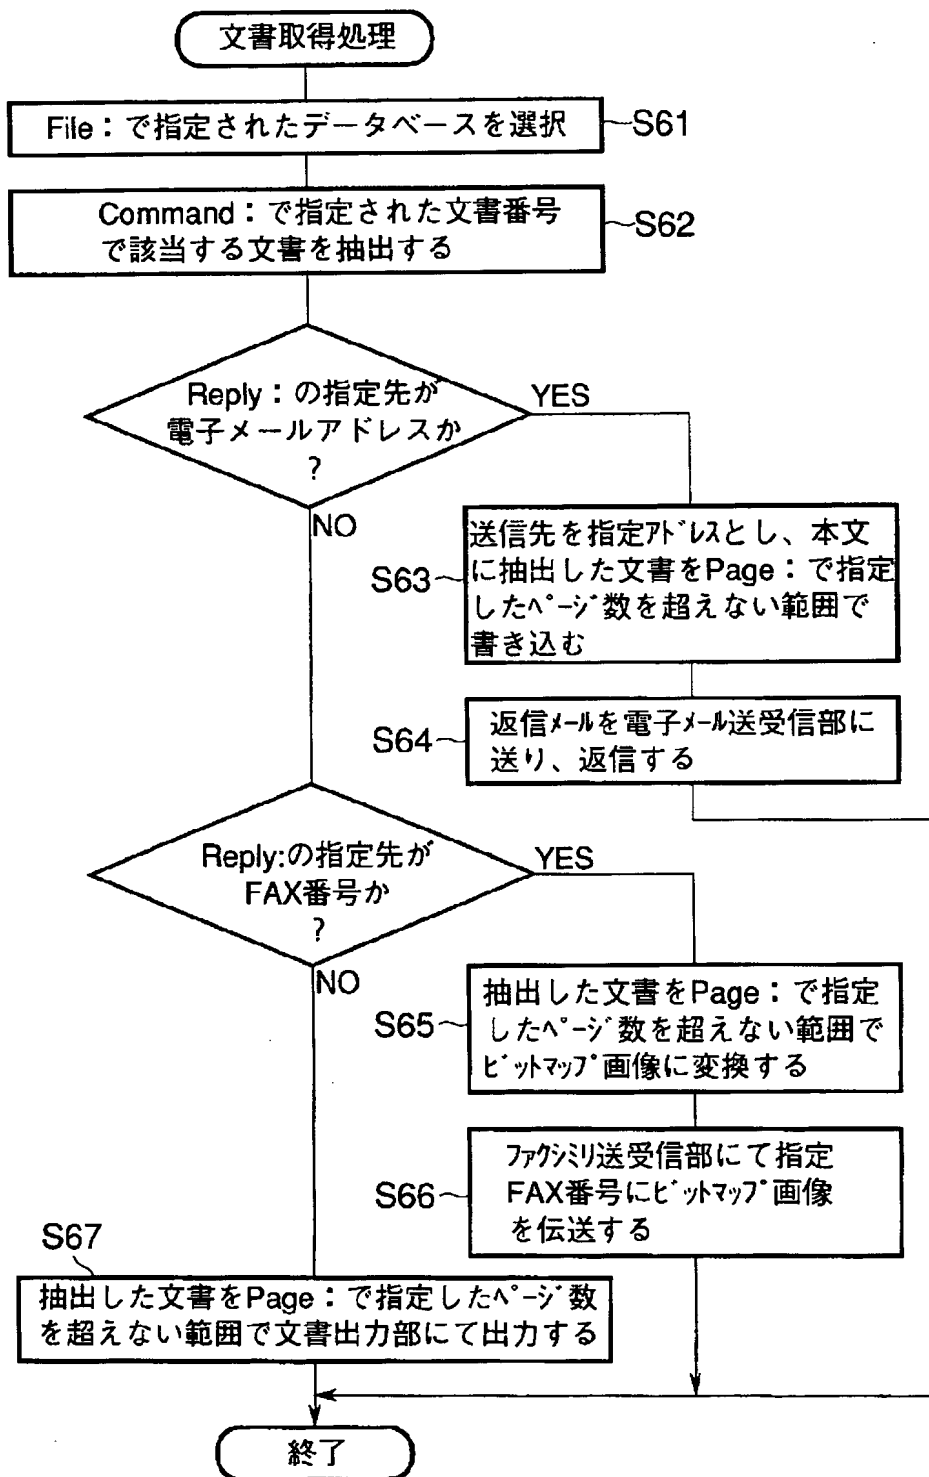 文書取得処理
File：で指定されたデータベースを選択
S61
Command：で指定された文書番号
で該当する文書を抽出する
S62
Reply：の指定先が
電子メールアドレスか
?
YES
NO
送信先を指定ｱﾄﾞﾚｽとし、本文
に抽出した文書をPage：で指定
したﾍﾟｰｼﾞ数を超えない範囲で
書き込む
S63
返信ﾒｰﾙを電子ﾒｰﾙ送受信部に
送り、返信する
S64
Reply:の指定先が
FAX番号か
?
YES
NO
抽出した文書をPage：で指定
したﾍﾟｰｼﾞ数を超えない範囲で
ﾋﾞｯﾄﾏｯﾌﾟ画像に変換する
S65
ﾌｧｸｼﾐﾘ送受信部にて指定
FAX番号にﾋﾞｯﾄﾏｯﾌﾟ画像
を伝送する
S66
S67
抽出した文書をPage：で指定したﾍﾟｰｼﾞ数
を超えない範囲で文書出力部にて出力する
終了